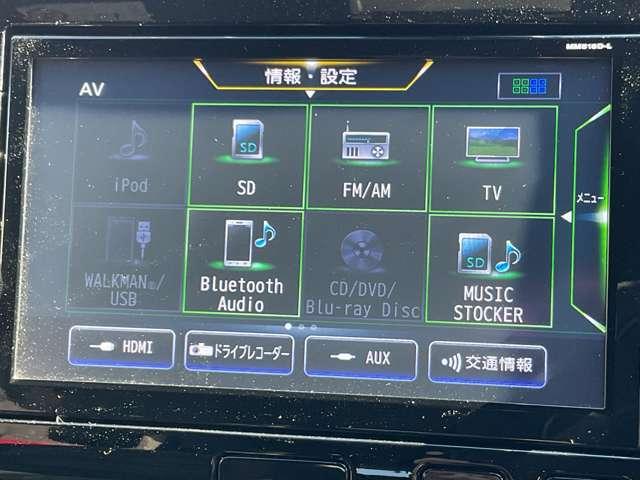 MM516D-L
情報・設定
AV
iPod
SD
SD
FM/AM
TV
メニュー
WALKMAN®/
USB
Bluetooth
Audio
CD/DVD/
Blu-ray Disc
SD
MUSIC
STOCKER
HDMI
ドライブレコーダー
AUX
交通情報